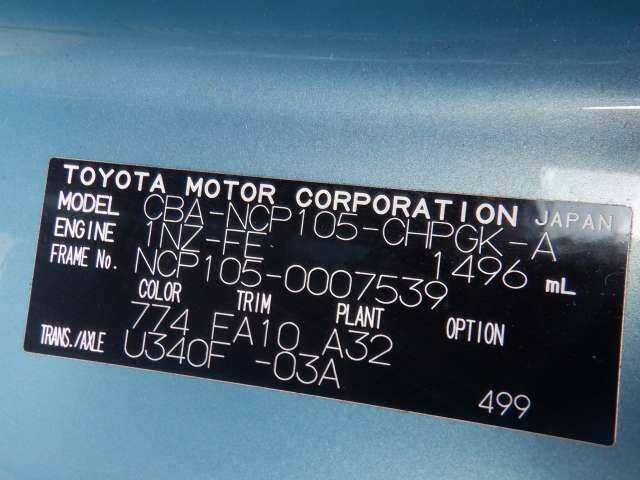 TOYOTA MOTOR CORPORATION JAPAN
MODEL CBA-NCP105-CHPGK-A
ENGINE 1NZ-FE 1496 mL
FRAME No. NCP105-0007539
COLOR TRIM PLANT OPTION
774 FA10 A32
TRANS./AXLE U340F -03A
499